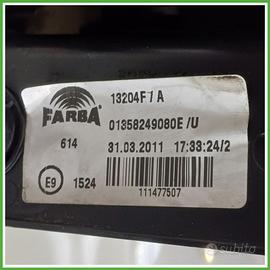 FARBA
13204F / A
01358249080E /U
614
31.03.2011 17:33:24/2
E9 1524
111477507
subito